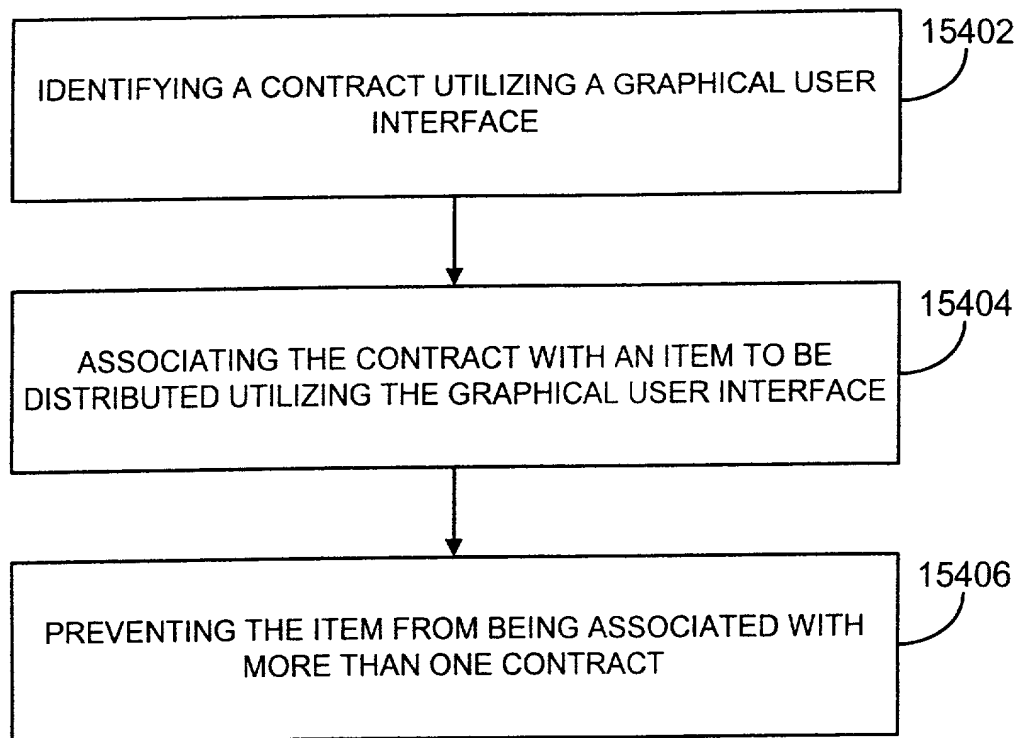 15402
IDENTIFYING A CONTRACT UTILIZING A GRAPHICAL USER
INTERFACE
15404
ASSOCIATING THE CONTRACT WITH AN ITEM TO BE
DISTRIBUTED UTILIZING THE GRAPHICAL USER INTERFACE
15406
PREVENTING THE ITEM FROM BEING ASSOCIATED WITH
MORE THAN ONE CONTRACT